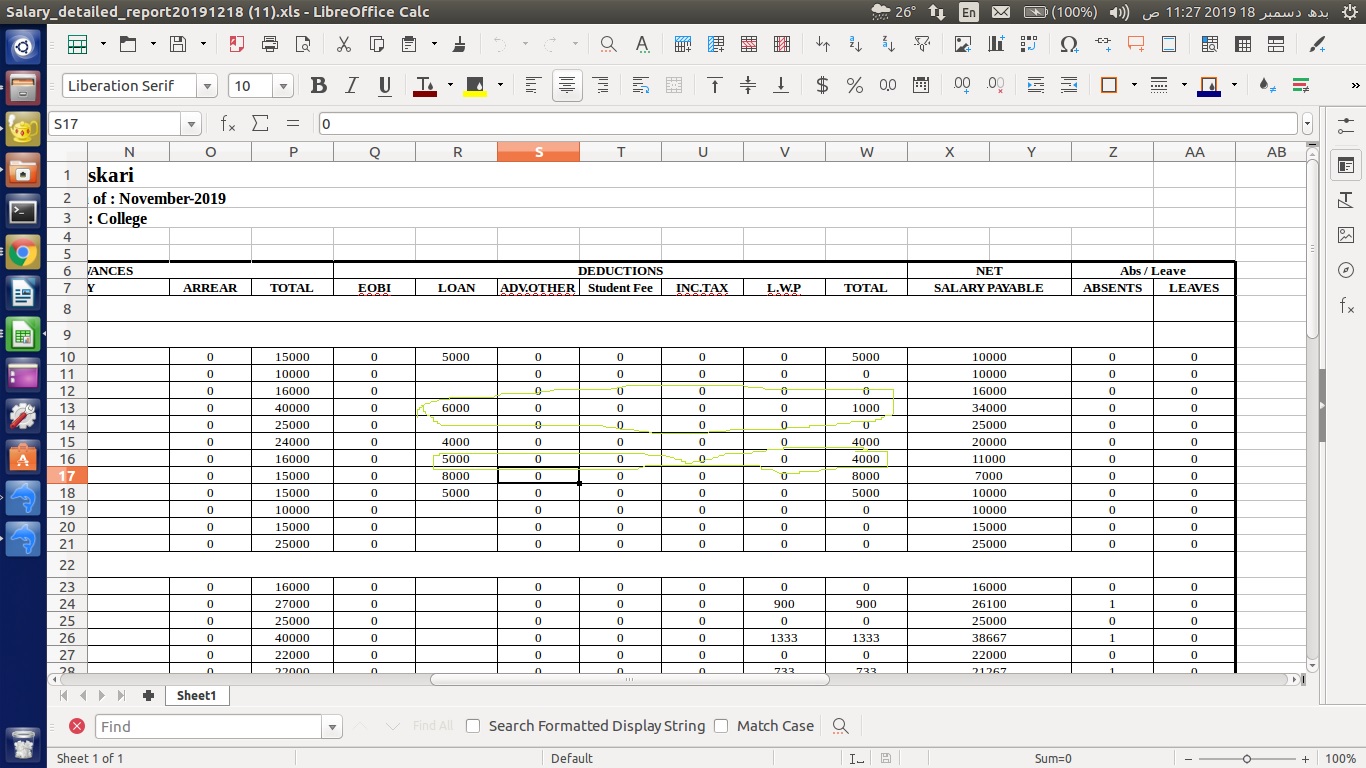 Salary_detailed_report20191218 (11).xls - LibreOffice Calc 26° En (100%) بدھ دسمبر 18 2019 11:27 ص
Liberation Serif 10
S17 0
N O P Q R S T U V W X Y Z AA AB
1 skari
2 of : November-2019
3 : College
4
5
6 VANCES DEDUCTIONS NET Abs / Leave
7 Y ARREAR TOTAL EOBI LOAN ADV.OTHER Student Fee INC.TAX L.W.P TOTAL SALARY PAYABLE ABSENTS LEAVES
8
9
10 0 15000 0 5000 0 0 0 0 5000 10000 0 0
11 0 10000 0 0 0 0 0 0 10000 0 0
12 0 16000 0 0 0 0 0 0 16000 0 0
13 0 40000 0 6000 0 0 0 0 1000 34000 0 0
14 0 25000 0 0 0 0 0 0 25000 0 0
15 0 24000 0 4000 0 0 0 0 4000 20000 0 0
16 0 16000 0 5000 0 0 0 0 4000 11000 0 0
17 0 15000 0 8000 0 0 0 0 8000 7000 0 0
18 0 15000 0 5000 0 0 0 0 5000 10000 0 0
19 0 10000 0 0 0 0 0 0 10000 0 0
20 0 15000 0 0 0 0 0 0 15000 0 0
21 0 25000 0 0 0 0 0 0 25000 0 0
22
23 0 16000 0 0 0 0 0 0 16000 0 0
24 0 27000 0 0 0 0 900 900 26100 1 0
25 0 25000 0 0 0 0 0 0 25000 0 0
26 0 40000 0 0 0 0 1333 1333 38667 1 0
27 0 22000 0 0 0 0 0 0 22000 0 0
28 0 22000 0 0 0 0 733 733 21267 1 0
Sheet1
Find Find All Search Formatted Display String Match Case
Sheet 1 of 1 Default Sum=0 100%